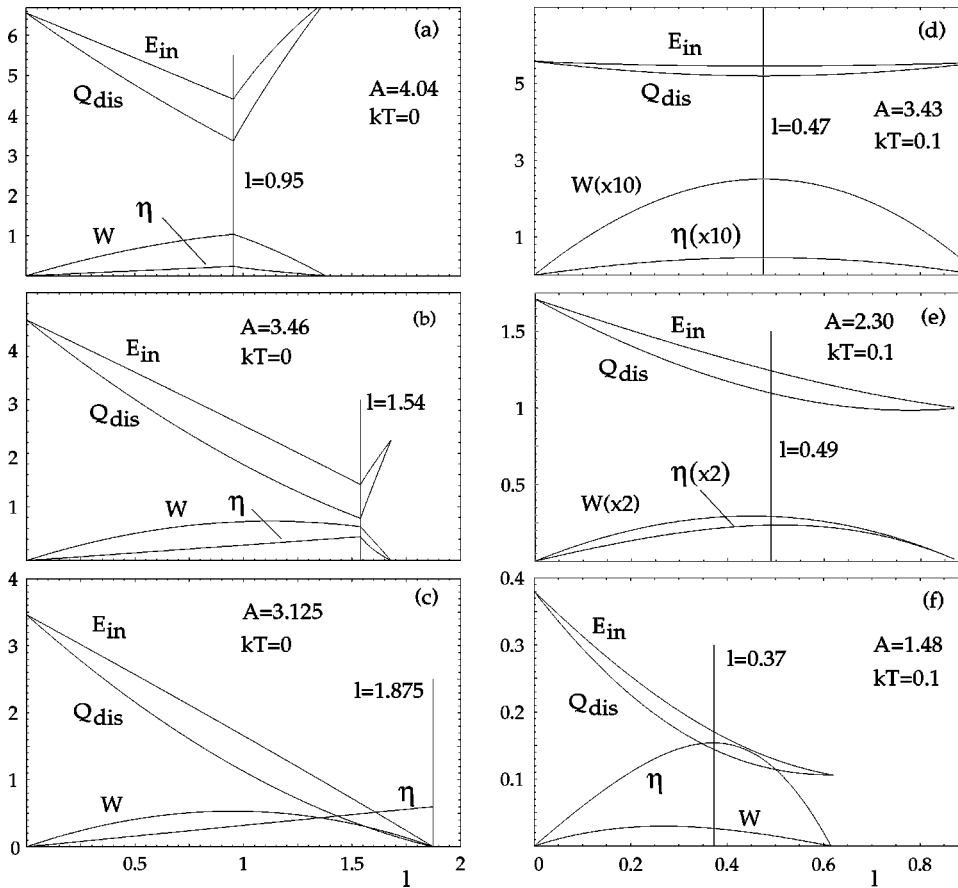 (a)
6
5
4
3
2
1
E_in
Q_dis
A=4.04
kT=0
l=0.95
η
W
(b)
4
3
2
1
0
A=3.46
kT=0
E_in
Q_dis
l=1.54
W
η
(c)
4
3
2
1
0
A=3.125
kT=0
E_in
Q_dis
l=1.875
η
W
0.5
1
1.5
2
l
(d)
5
3
1
E_in
Q_dis
A=3.43
kT=0.1
l=0.47
W(x10)
η(x10)
(e)
1.5
1
0.5
0
E_in
Q_dis
A=2.30
kT=0.1
l=0.49
η(x2)
W(x2)
(f)
0.4
0.3
0.2
0.1
E_in
Q_dis
A=1.48
kT=0.1
l=0.37
η
W
0
0.2
0.4
0.6
0.8
l